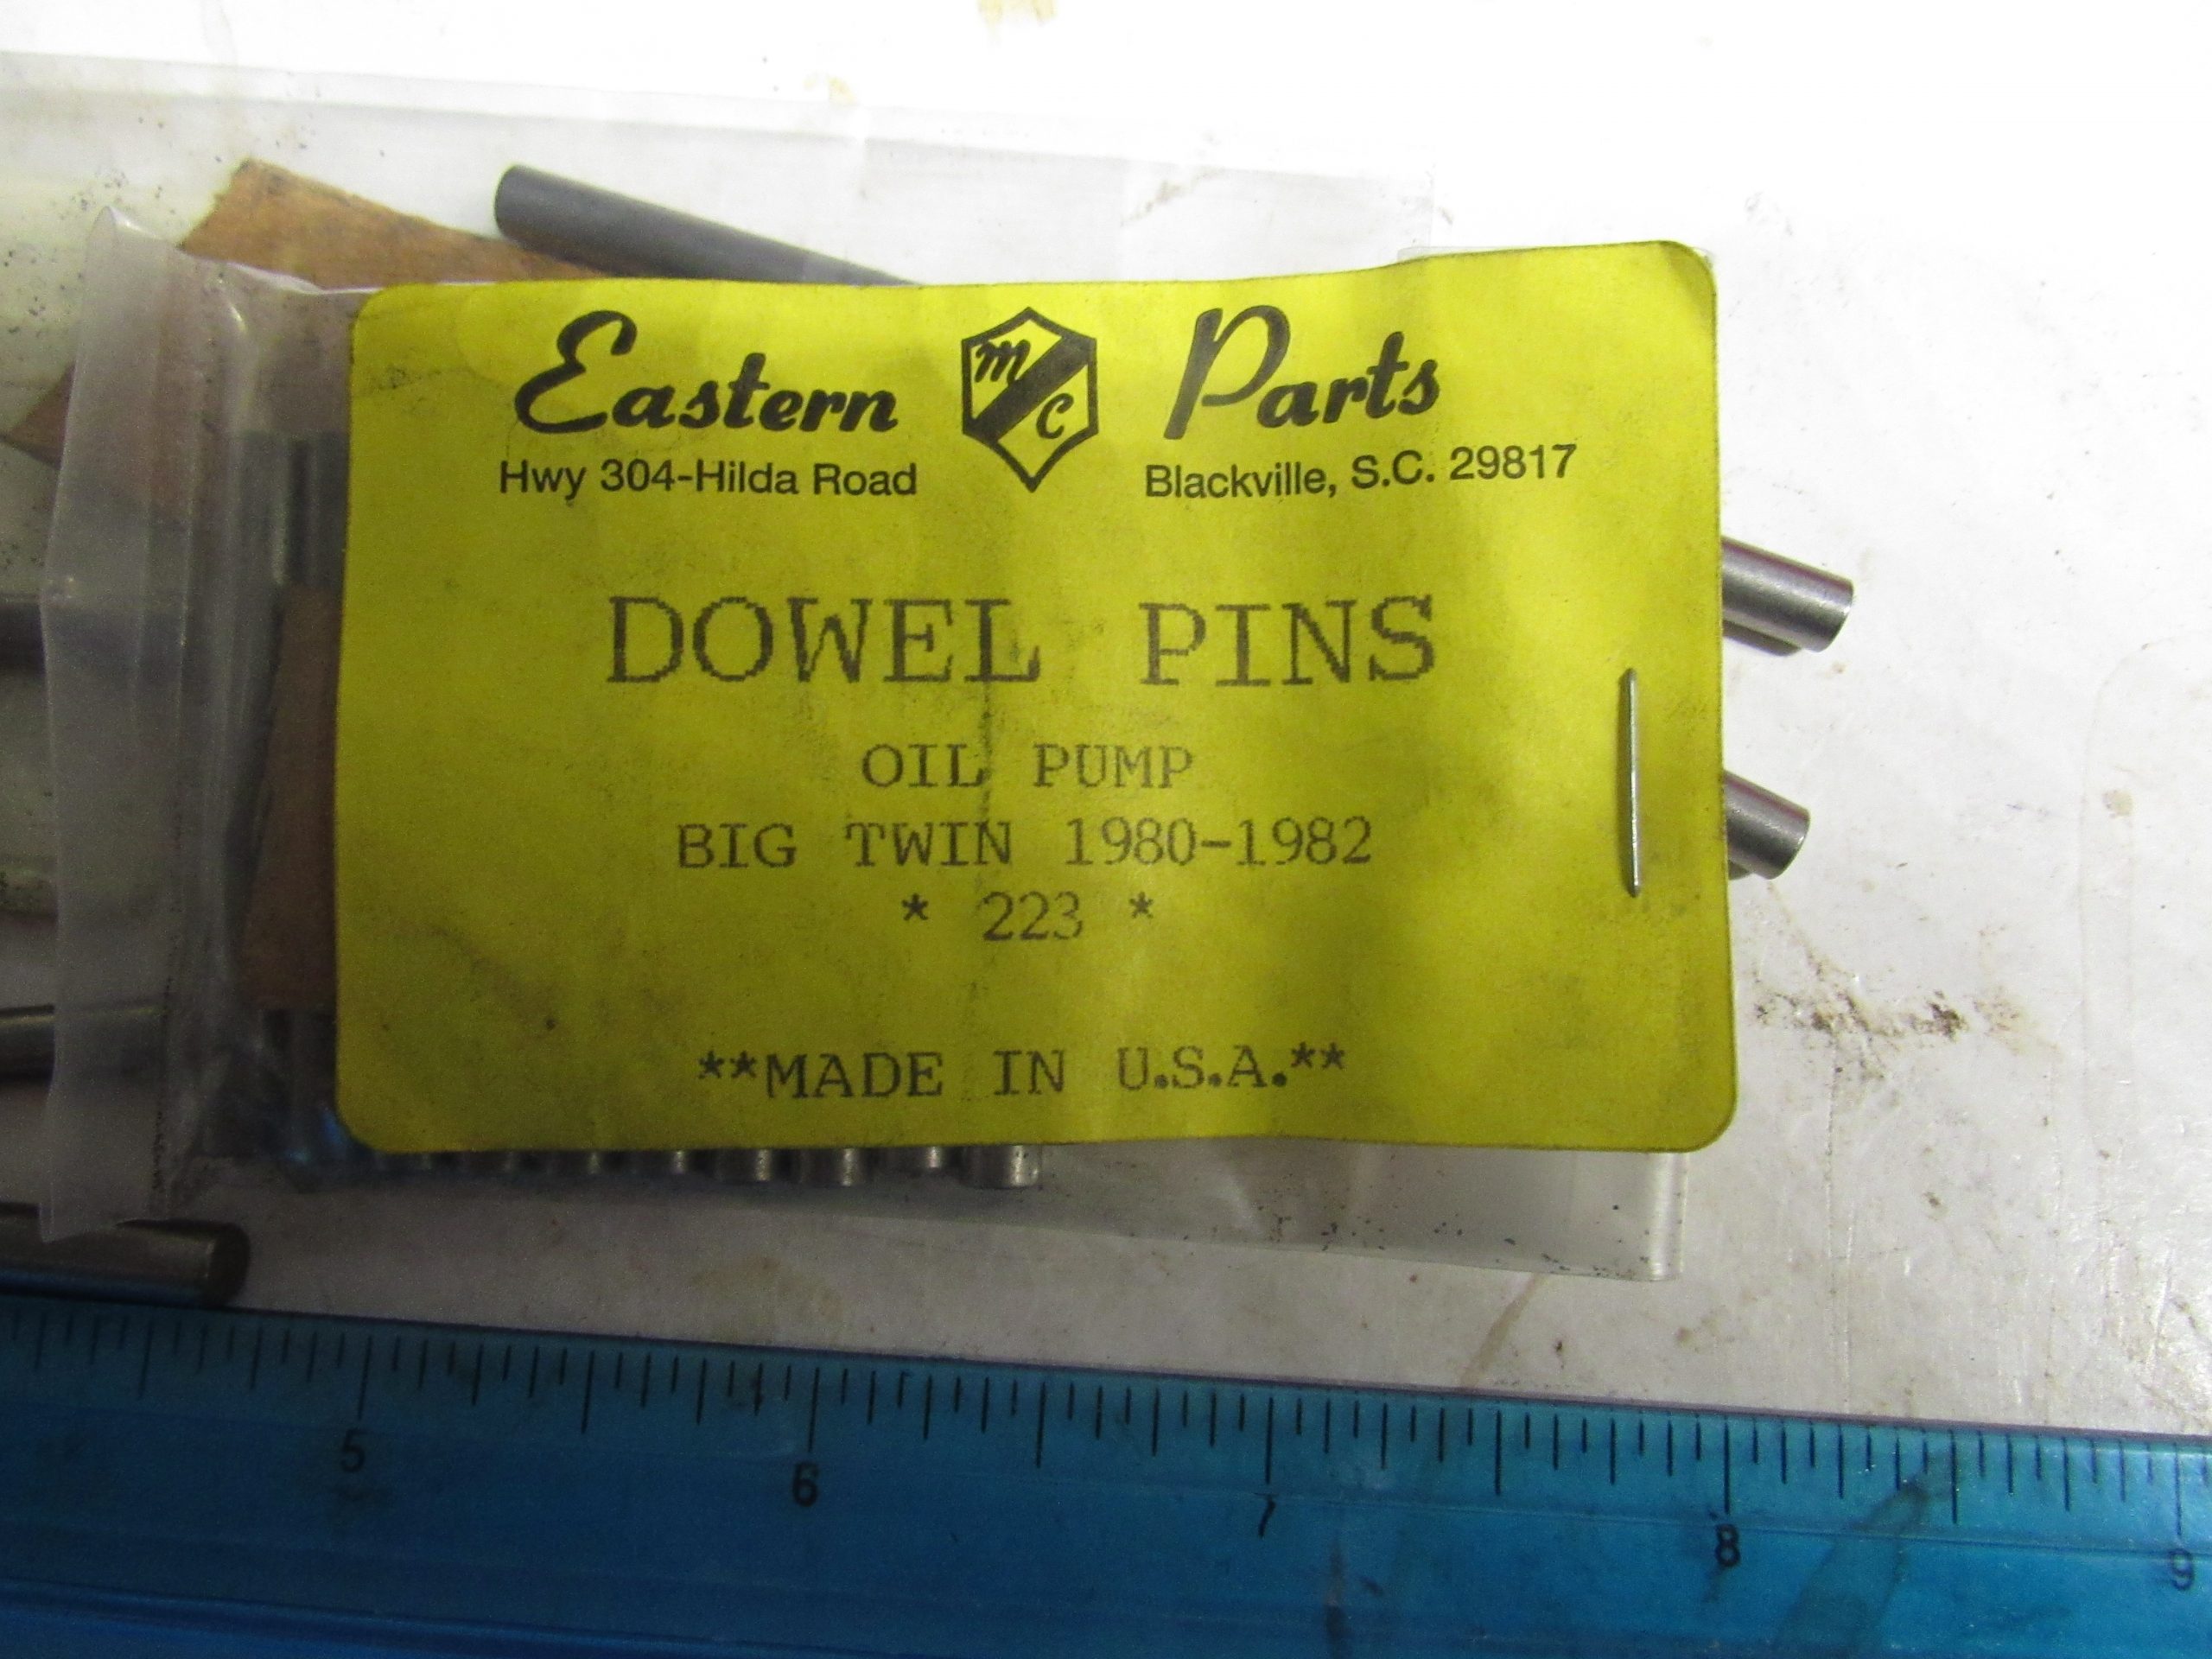 Eastern MC Parts
Hwy 304-Hilda Road Blackville, S.C. 29817
DOWEL PINS
OIL PUMP
BIG TWIN 1980-1982
* 223 *
**MADE IN U.S.A.**
5 6 7 8 9